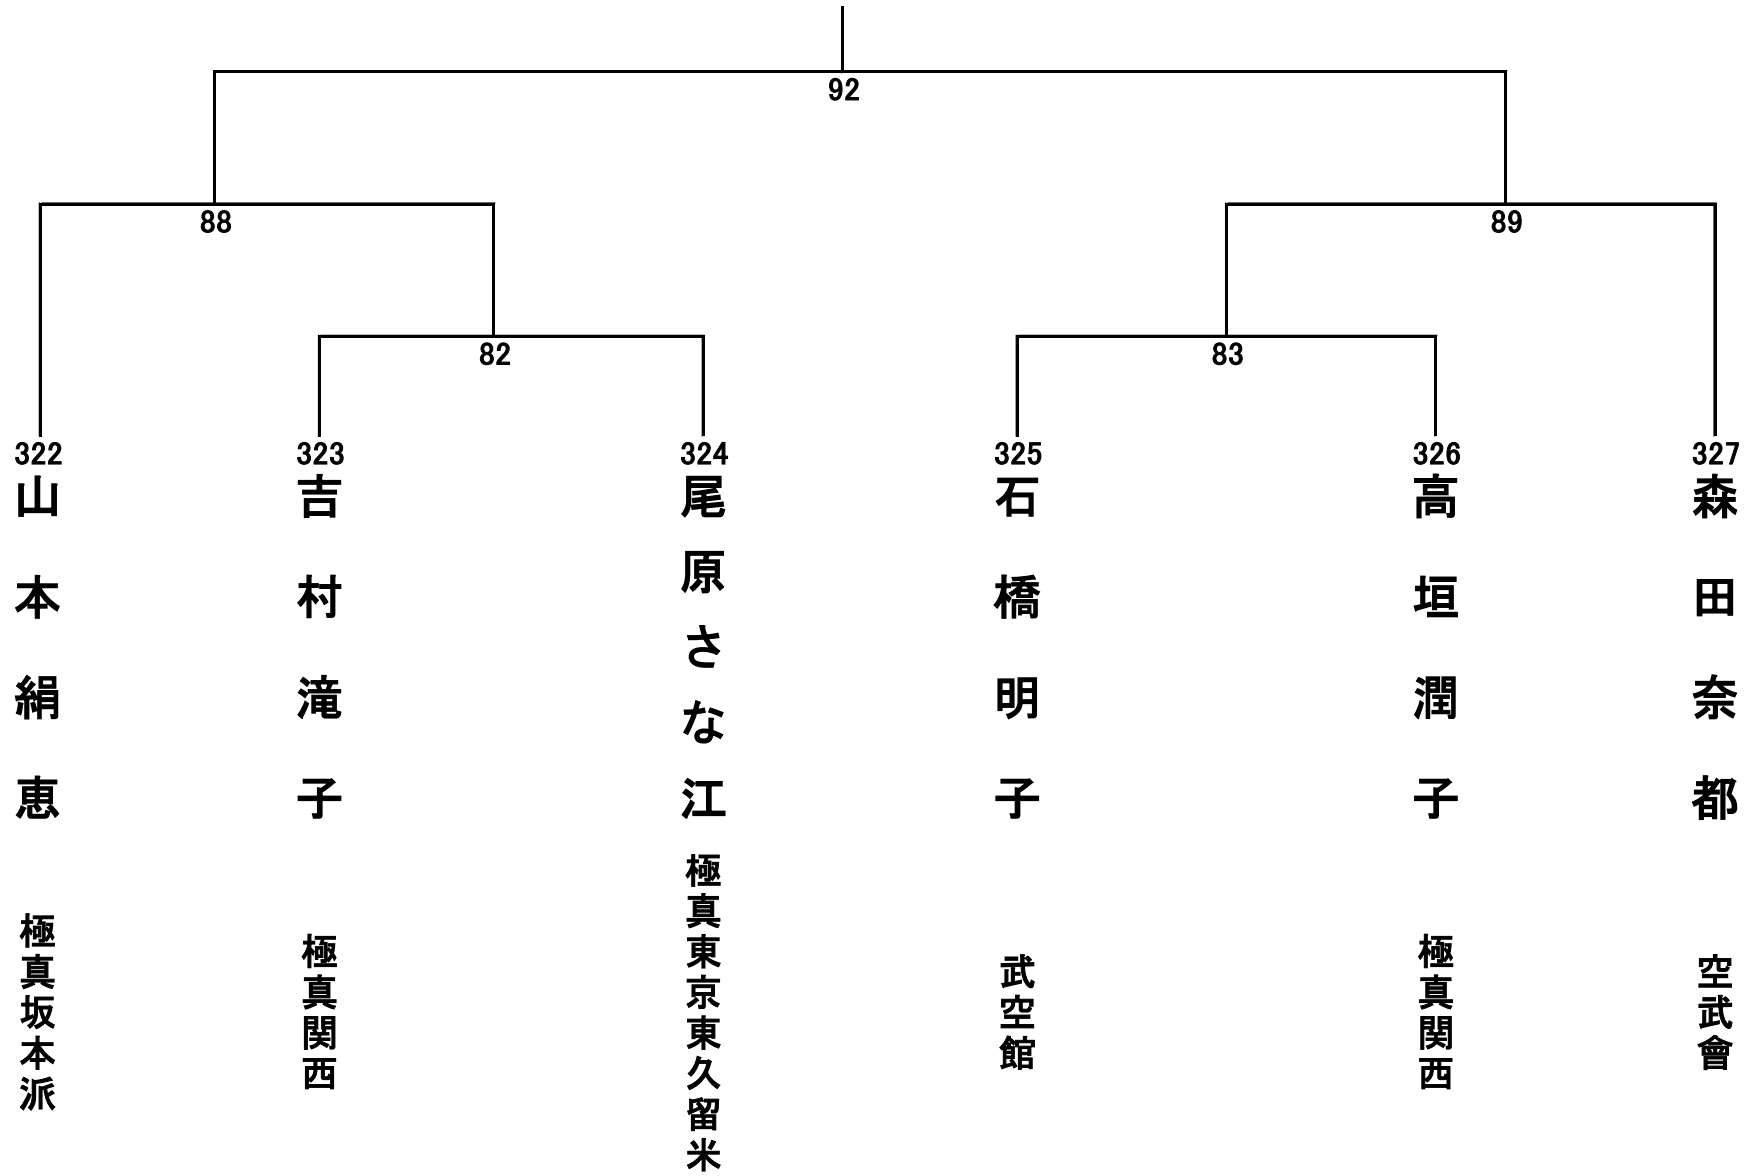 92
88
89
82
83
322
山本絹恵
極真坂本派
323
吉村滝子
極真関西
324
尾原さな江
極真東京東久留米
325
石橋明子
武空館
326
高垣潤子
極真関西
327
森田奈都
空武會